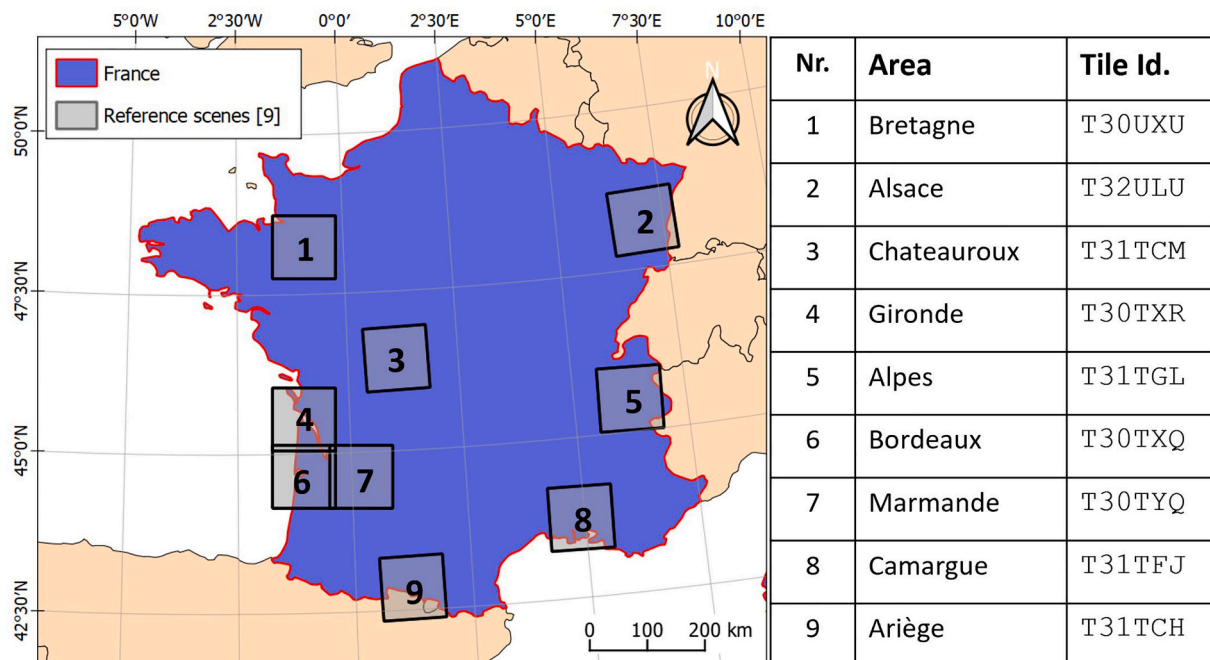 5°0'W 2°30'W 0°0' 2°30'E 5°0'E 7°30'E 10°0'E
France
Reference scenes [9]
N
50°0'N
47°30'N
45°0'N
42°30'N
1
2
3
4
5
6
7
8
9
0 100 200 km
Nr. Area Tile Id.
1 Bretagne T30UXU
2 Alsace T32ULU
3 Chateauroux T31TCM
4 Gironde T30TXR
5 Alpes T31TGL
6 Bordeaux T30TXQ
7 Marmande T30TYQ
8 Camargue T31TFJ
9 Ariège T31TCH